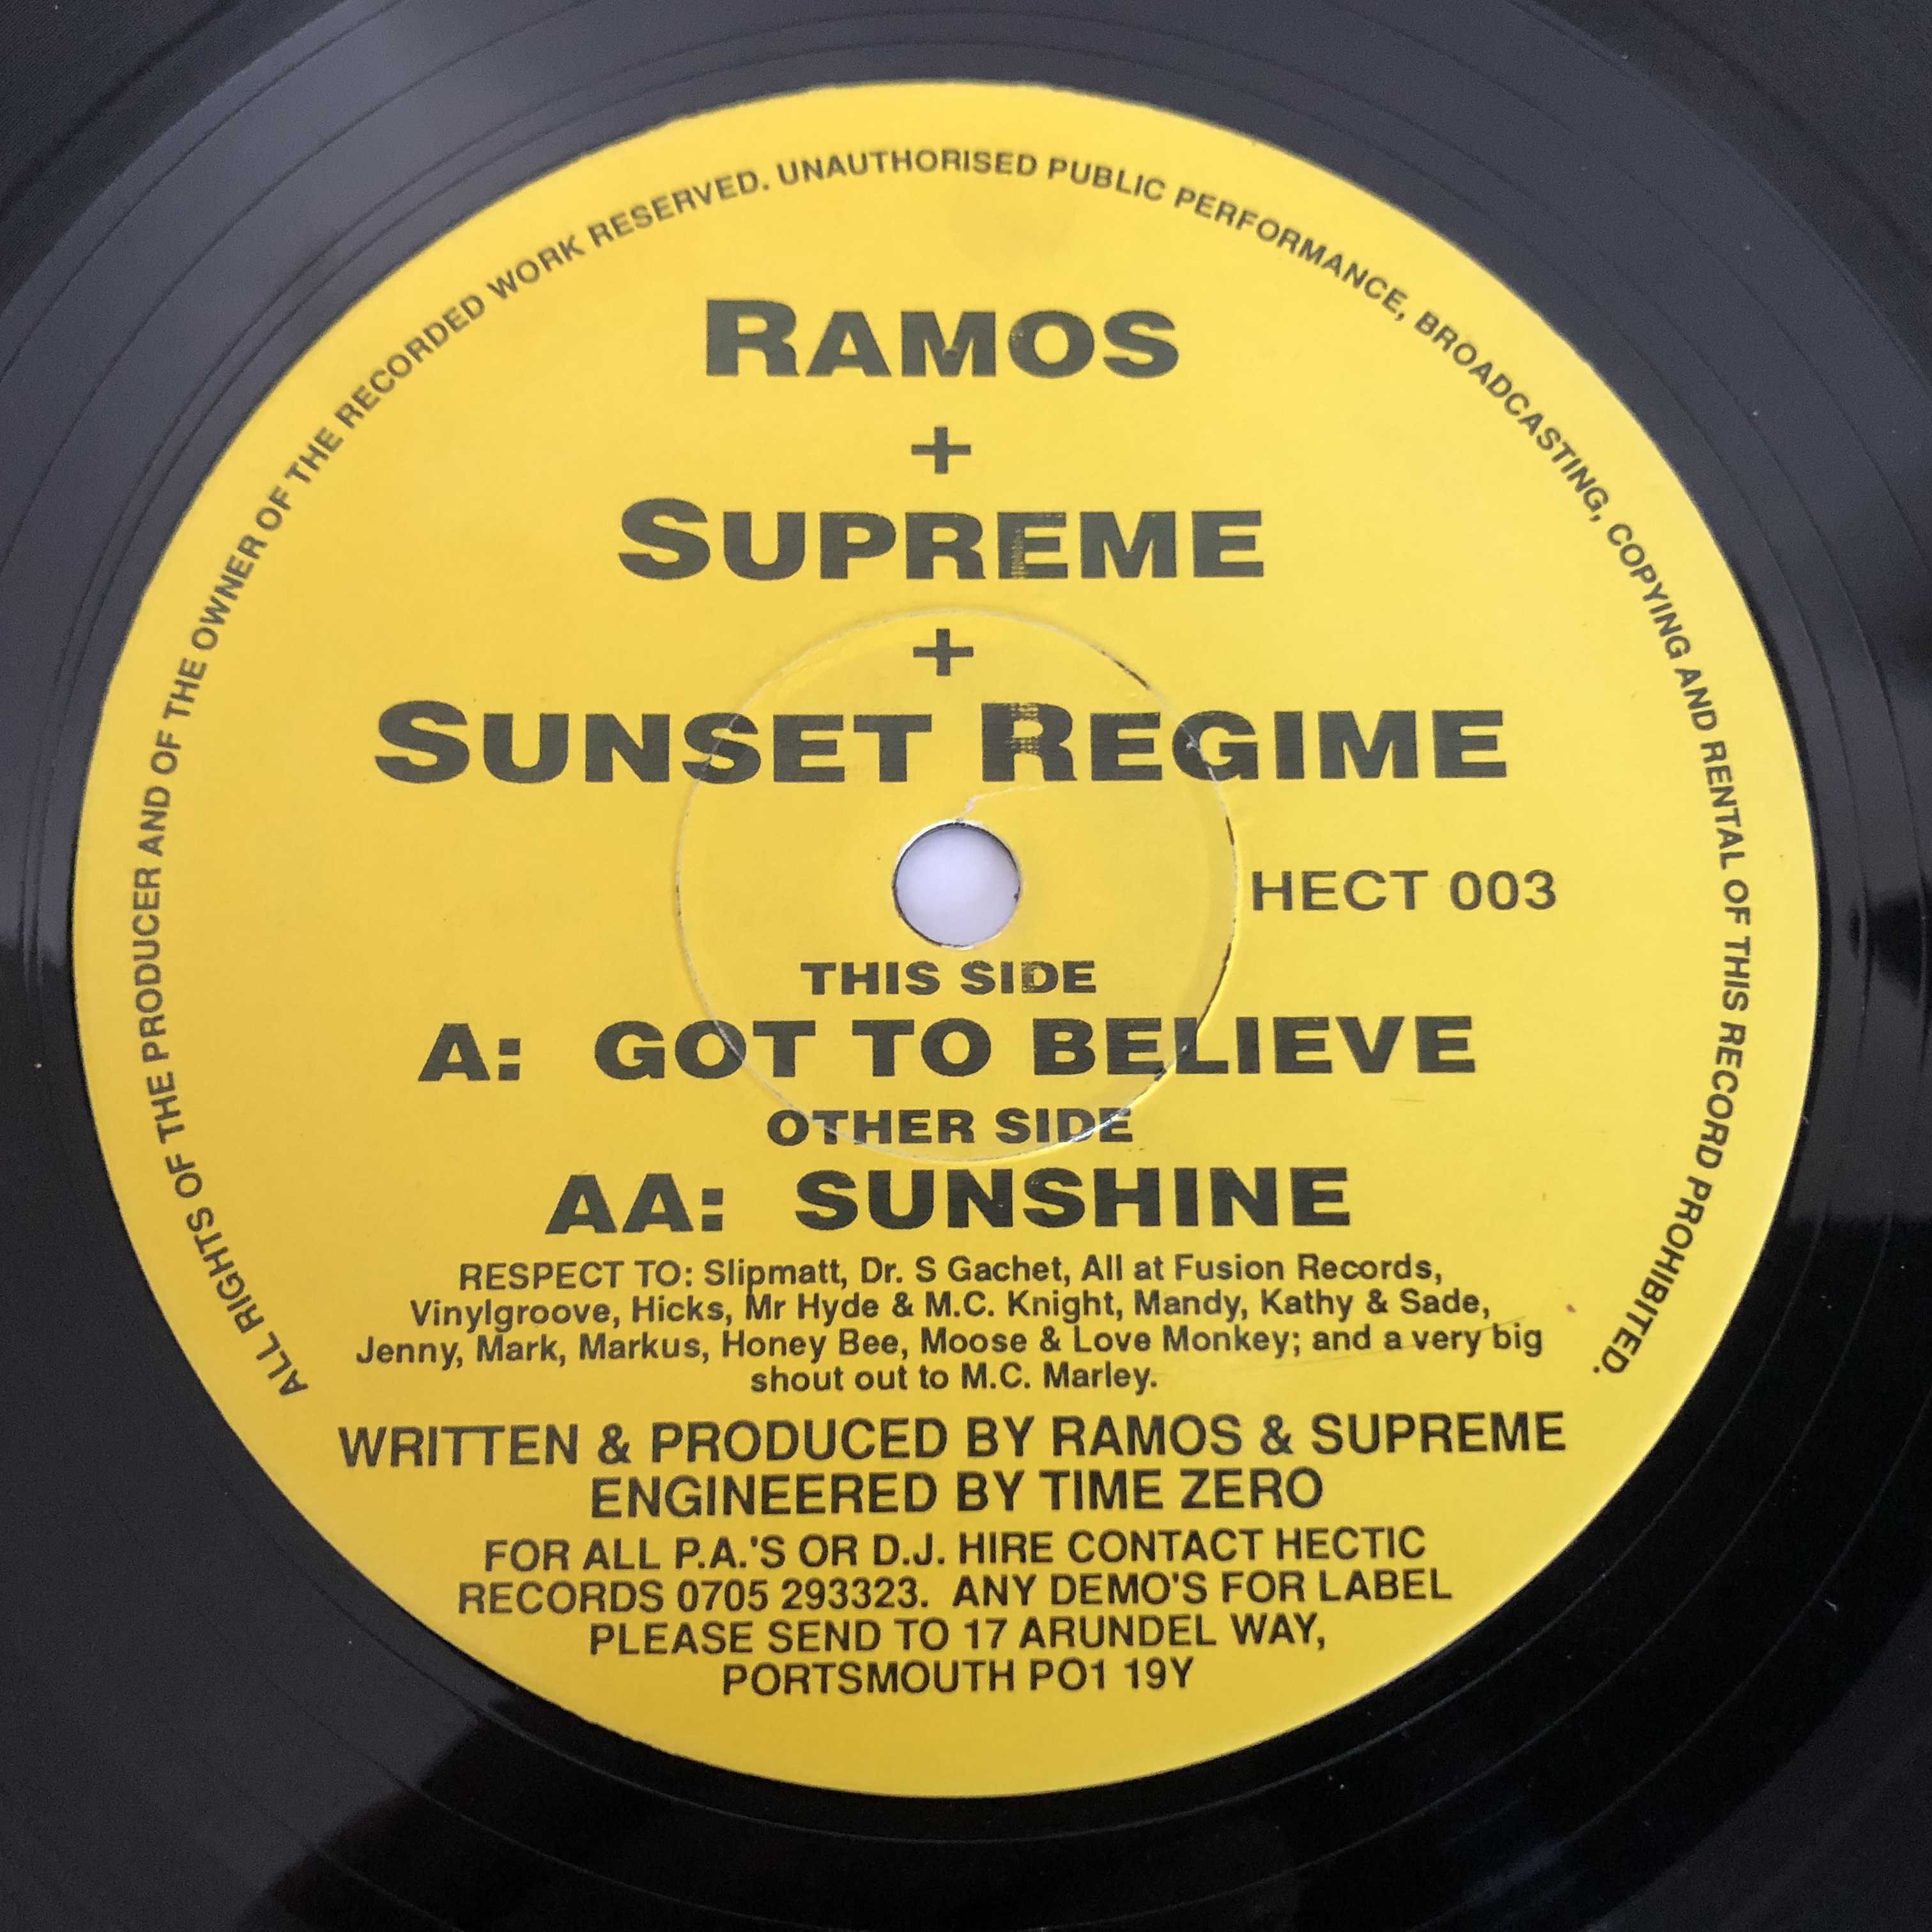 ALL RIGHTS OF THE PRODUCER AND OF THE OWNER OF THE RECORDED WORK RESERVED. UNAUTHORISED PUBLIC PERFORMANCE, BROADCASTING, COPYING AND RENTAL OF THIS RECORD PROHIBITED.
RAMOS
+
SUPREME
+
SUNSET REGIME
HECT 003
THIS SIDE
A: GOT TO BELIEVE
OTHER SIDE
AA: SUNSHINE
RESPECT TO: Slipmatt, Dr. S Gachet, All at Fusion Records,
Vinylgroove, Hicks, Mr Hyde & M.C. Knight, Mandy, Kathy & Sade,
Jenny, Mark, Markus, Honey Bee, Moose & Love Monkey; and a very big
shout out to M.C. Marley.
WRITTEN & PRODUCED BY RAMOS & SUPREME
ENGINEERED BY TIME ZERO
FOR ALL P.A.'S OR D.J. HIRE CONTACT HECTIC
RECORDS 0705 293323. ANY DEMO'S FOR LABEL
PLEASE SEND TO 17 ARUNDEL WAY,
PORTSMOUTH PO1 19Y